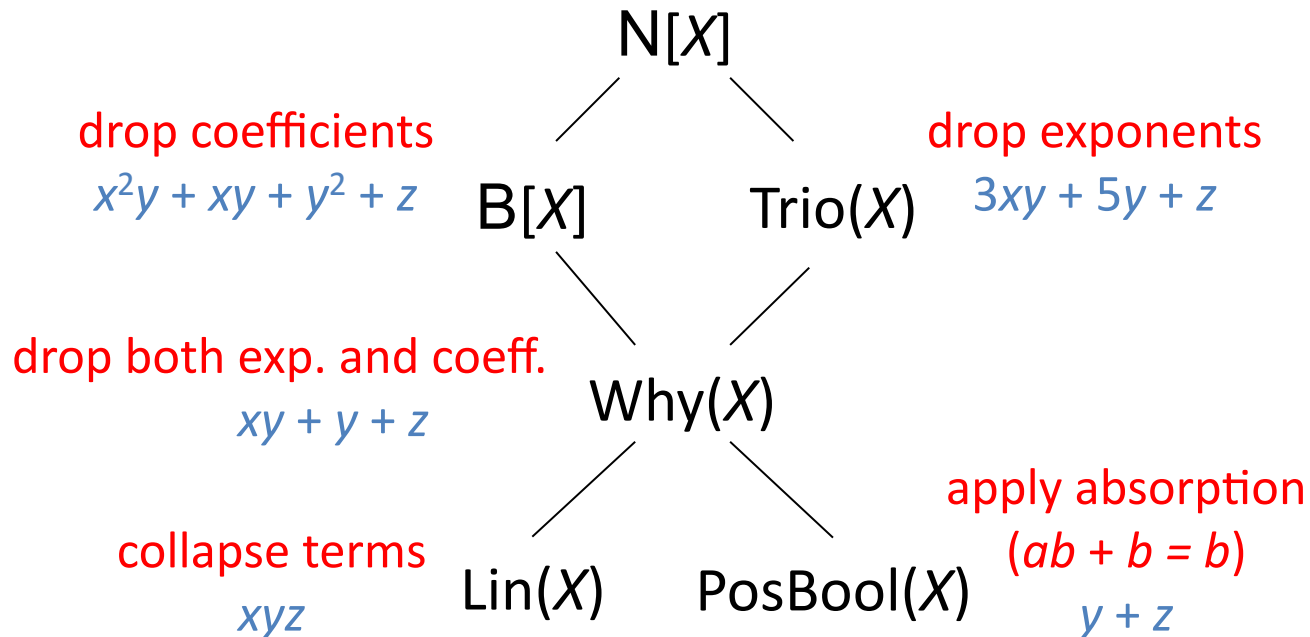 N[X]
drop coefficients
x²y + xy + y² + z
B[X]
Trio(X)
drop exponents
3xy + 5y + z
drop both exp. and coeff.
xy + y + z
Why(X)
collapse terms
xyz
Lin(X)
PosBool(X)
apply absorption
(ab + b = b)
y + z